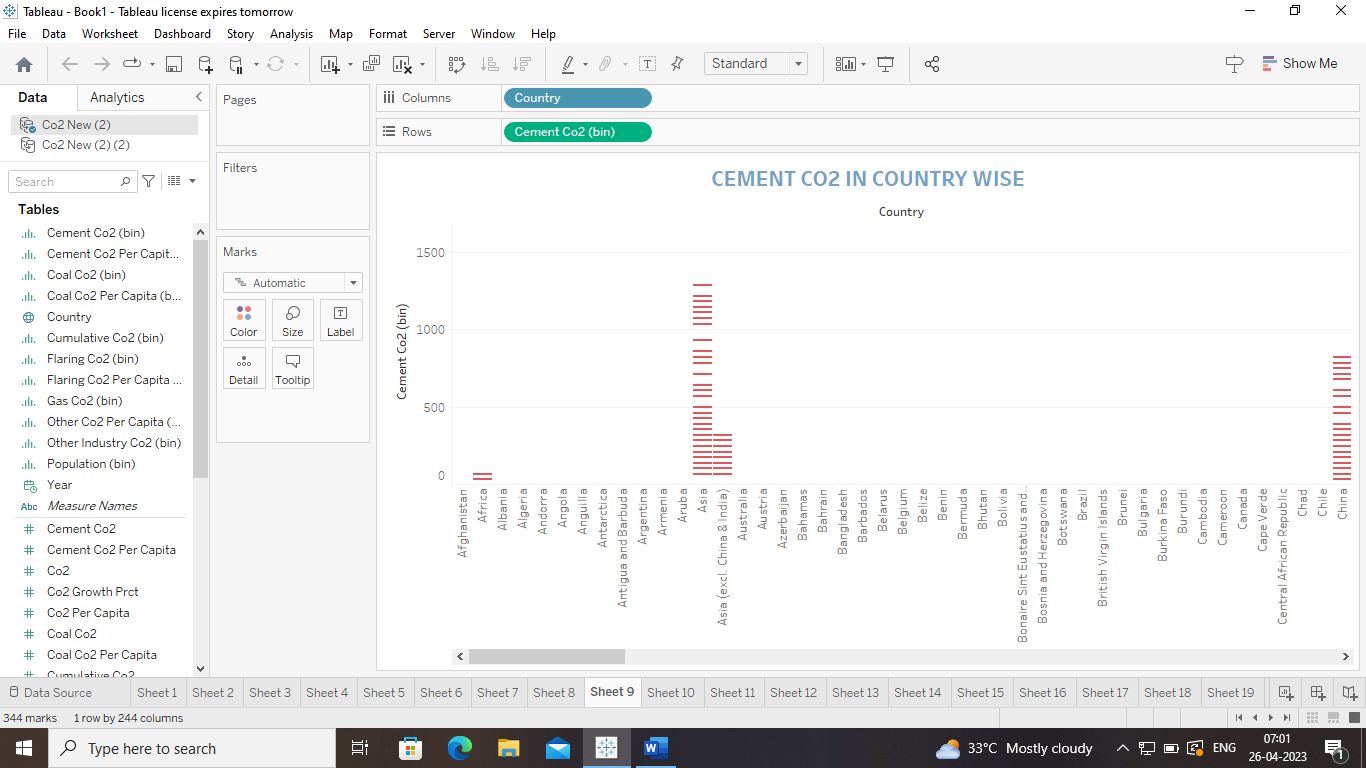 Tableau - Book1 - Tableau license expires tomorrow
File Data Worksheet Dashboard Story Analysis Map Format Server Window Help
Standard
Show Me
Data Analytics
Co2 New (2)
Co2 New (2) (2)
Search
Tables
Cement Co2 (bin)
Cement Co2 Per Capit...
Coal Co2 (bin)
Coal Co2 Per Capita (b...
Country
Cumulative Co2 (bin)
Flaring Co2 (bin)
Flaring Co2 Per Capita ...
Gas Co2 (bin)
Other Co2 Per Capita (...
Other Industry Co2 (bin)
Population (bin)
Year
Abc Measure Names
Cement Co2
Cement Co2 Per Capita
Co2
Co2 Growth Prct
Co2 Per Capita
Coal Co2
Coal Co2 Per Capita
Cumulative Co2
Pages
Filters
Marks
Automatic
Color Size Label
Detail Tooltip
Columns Country
Rows Cement Co2 (bin)
CEMENT CO2 IN COUNTRY WISE
Country
Cement Co2 (bin)
1500
1000
500
0
Afghanistan
Africa
Albania
Algeria
Andorra
Angola
Anguilla
Antarctica
Antigua and Barbuda
Argentina
Armenia
Aruba
Asia
Asia (excl. China & India)
Australia
Austria
Azerbaijan
Bahamas
Bahrain
Bangladesh
Barbados
Belarus
Belgium
Belize
Benin
Bermuda
Bhutan
Bolivia
Bonaire Sint Eustatius and..
Bosnia and Herzegovina
Botswana
Brazil
British Virgin Islands
Brunei
Bulgaria
Burkina Faso
Burundi
Cambodia
Cameroon
Canada
Cape Verde
Central African Republic
Chad
Chile
China
Data Source Sheet 1 Sheet 2 Sheet 3 Sheet 4 Sheet 5 Sheet 6 Sheet 7 Sheet 8 Sheet 9 Sheet 10 Sheet 11 Sheet 12 Sheet 13 Sheet 14 Sheet 15 Sheet 16 Sheet 17 Sheet 18 Sheet 19
344 marks 1 row by 244 columns
Type here to search
33°C Mostly cloudy
ENG
07:01
26-04-2023
1